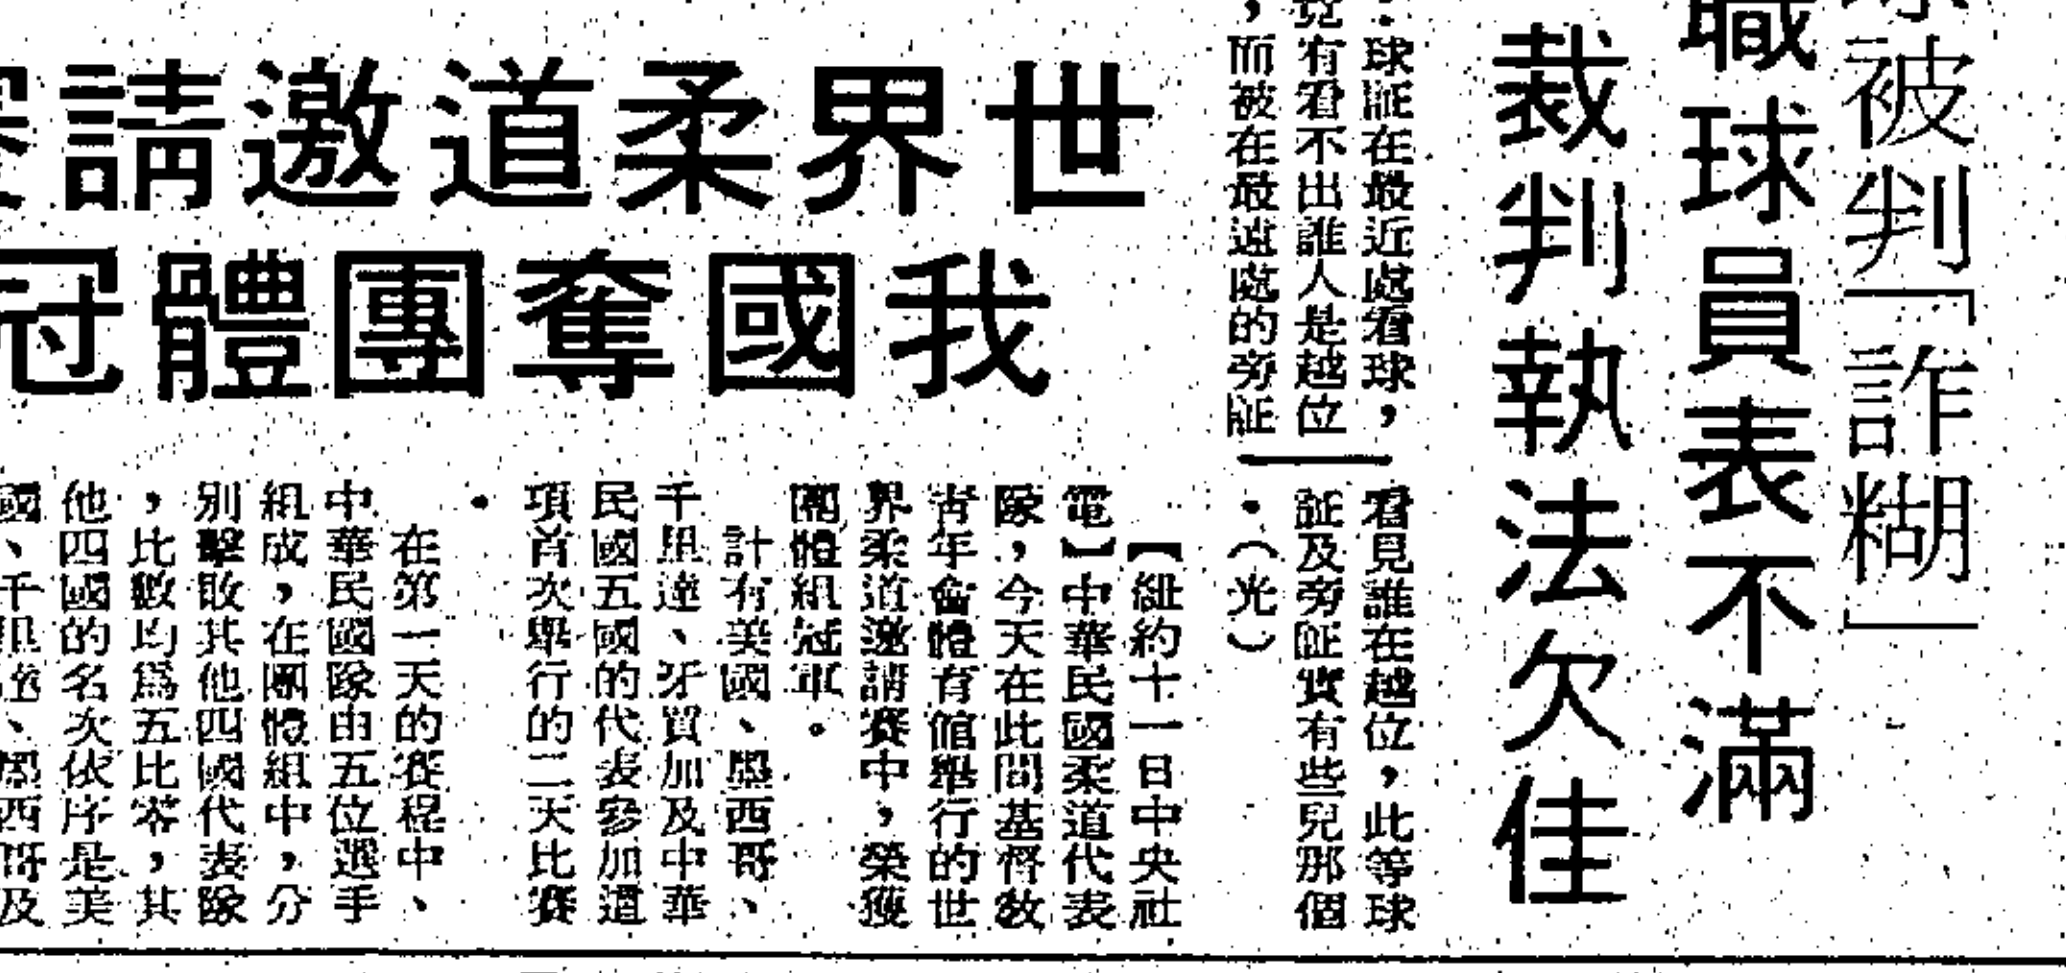 被判「詐糊」
職球員表不滿
裁判執法欠佳
：球証在最近處看球，
竟有看不出誰人是越位
，而被在最遠處的旁証
看見誰在越位，此等球
証及旁証實有些兒那個
。（光）
世界柔道邀請賽
我國奪團體冠
【紐約十一日中央社
電】中華民國柔道代表
隊，今天在此間基督教
青年會體育館舉行的世
界柔道邀請賽中，榮獲
團體組冠軍。
計有美國、墨西哥、
千里達、牙買加及中華
民國五國的代表參加這
項首次舉行的二天比賽
。
在第一天的賽程中、
中華民國隊由五位選手
組成，在團體組中，分
別擊敗其他四國代表隊
，比數均爲五比零，其
他四國的名次依序是美
國、千里達、墨西哥及